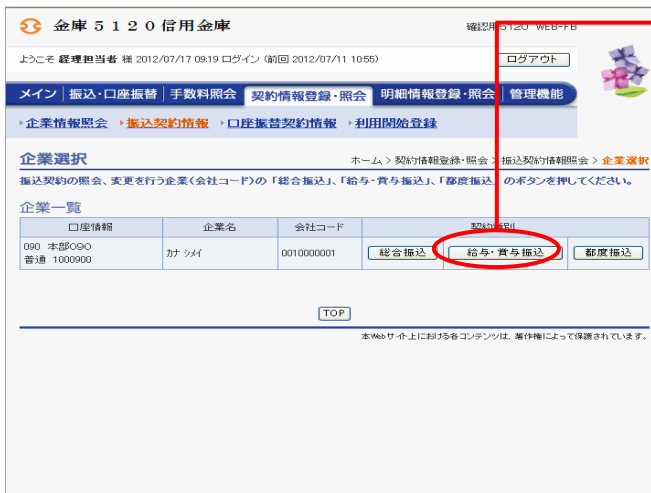 金庫５１２０信用金庫
確認用5120 WEB-FB
ようこそ 経理担当者 様 2012/07/17 09:19 ログイン (前回 2012/07/11 10:55)
ログアウト
メイン 振込・口座振替 手数料照会 契約情報登録・照会 明細情報登録・照会 管理機能
企業情報照会 振込契約情報 口座振替契約情報 利用開始登録
企業選択
ホーム > 契約情報登録・照会 > 振込契約情報照会 > 企業選択
振込契約の照会、変更を行う企業(会社コード)の「総合振込」、「給与・賞与振込」、「都度振込」のボタンを押してください。
企業一覧
口座情報 企業名 会社コード 契約種別
090 本部090
普通 1000900
カナ シメイ 0010000001 総合振込 給与・賞与振込 都度振込
TOP
本Webサイト上における各コンテンツは、著作権によって保護されています。